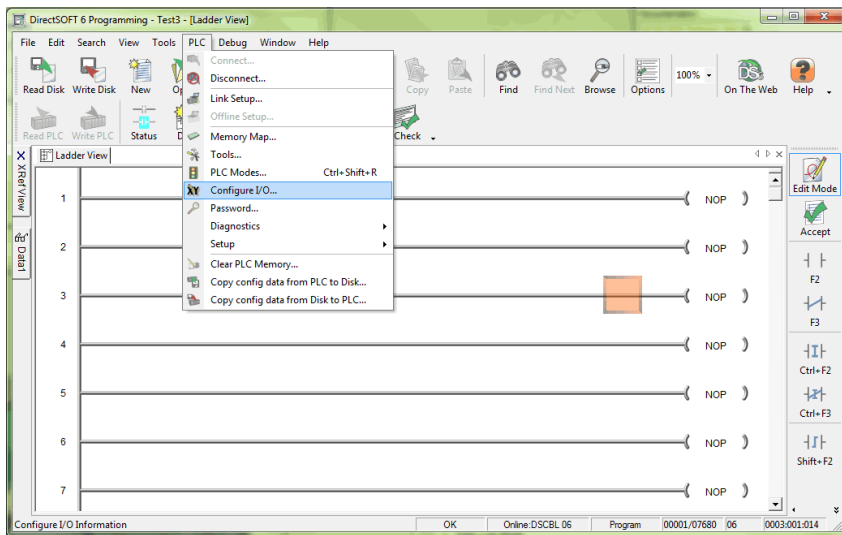 DirectSOFT 6 Programming - Test3 - [Ladder View]
File Edit Search View Tools PLC Debug Window Help
Read Disk Write Disk New Copy Paste Find Find Next Browse Options 100% On The Web Help
Read PLC Write PLC Status Check
Connect...
Disconnect...
Link Setup...
Offline Setup...
Memory Map...
Tools...
PLC Modes... Ctrl+Shift+R
XY Configure I/O...
Password...
Diagnostics
Setup
Clear PLC Memory...
Copy config data from PLC to Disk...
Copy config data from Disk to PLC...
X XRef View
Data1
Ladder View
1 NOP
2 NOP
3 NOP
4 NOP
5 NOP
6 NOP
7 NOP
Edit Mode
Accept
F2
F3
Ctrl+F2
Ctrl+F3
Shift+F2
Configure I/O Information OK Online:DSCBL 06 Program 00001/07680 06 0003:001:014